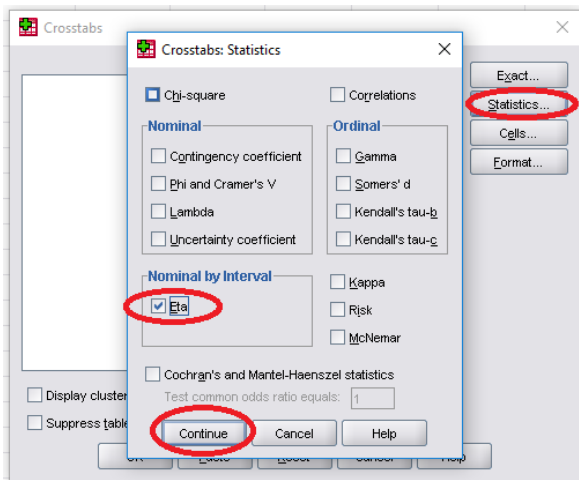 Crosstabs
Crosstabs: Statistics
Exact...
Statistics...
Cells...
Format...
Chi-square
Correlations
Nominal
Ordinal
Contingency coefficient
Gamma
Phi and Cramer's V
Somers' d
Lambda
Kendall's tau-b
Uncertainty coefficient
Kendall's tau-c
Nominal by Interval
Kappa
Eta
Risk
McNemar
Cochran's and Mantel-Haenszel statistics
Display cluster
Test common odds ratio equals: 1
Suppress table
Continue Cancel Help